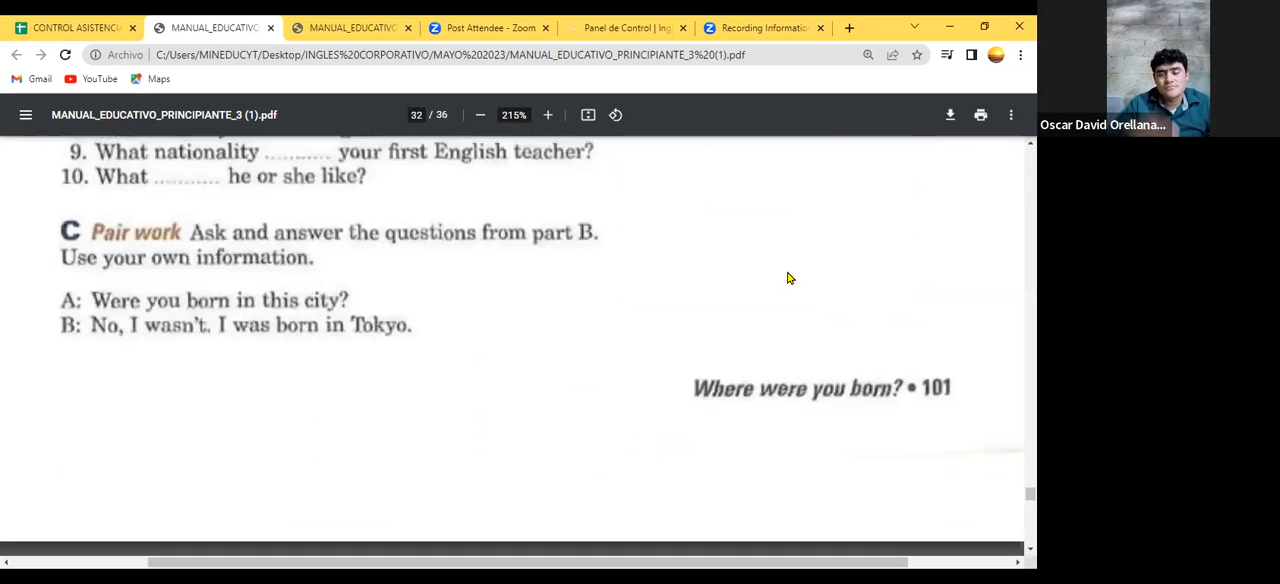 CONTROL ASISTENCI
MANUAL_EDUCATIVO
MANUAL_EDUCATIVO
Post Attendee - Zoom
Panel de Control | Ing
Recording Informatio
Archivo
C:/Users/MINEDUCYT/Desktop/INGLES%20CORPORATIVO/MAYO%202023/MANUAL_EDUCATIVO_PRINCIPIANTE_3%20(1).pdf
Gmail
YouTube
Maps
MANUAL_EDUCATIVO_PRINCIPIANTE_3 (1).pdf
32 / 36
215%
9. What nationality ........... your first English teacher?
10. What ........... he or she like?
C Pair work Ask and answer the questions from part B.
Use your own information.
A: Were you born in this city?
B: No, I wasn't. I was born in Tokyo.
Where were you born? • 101
Oscar David Orellana...